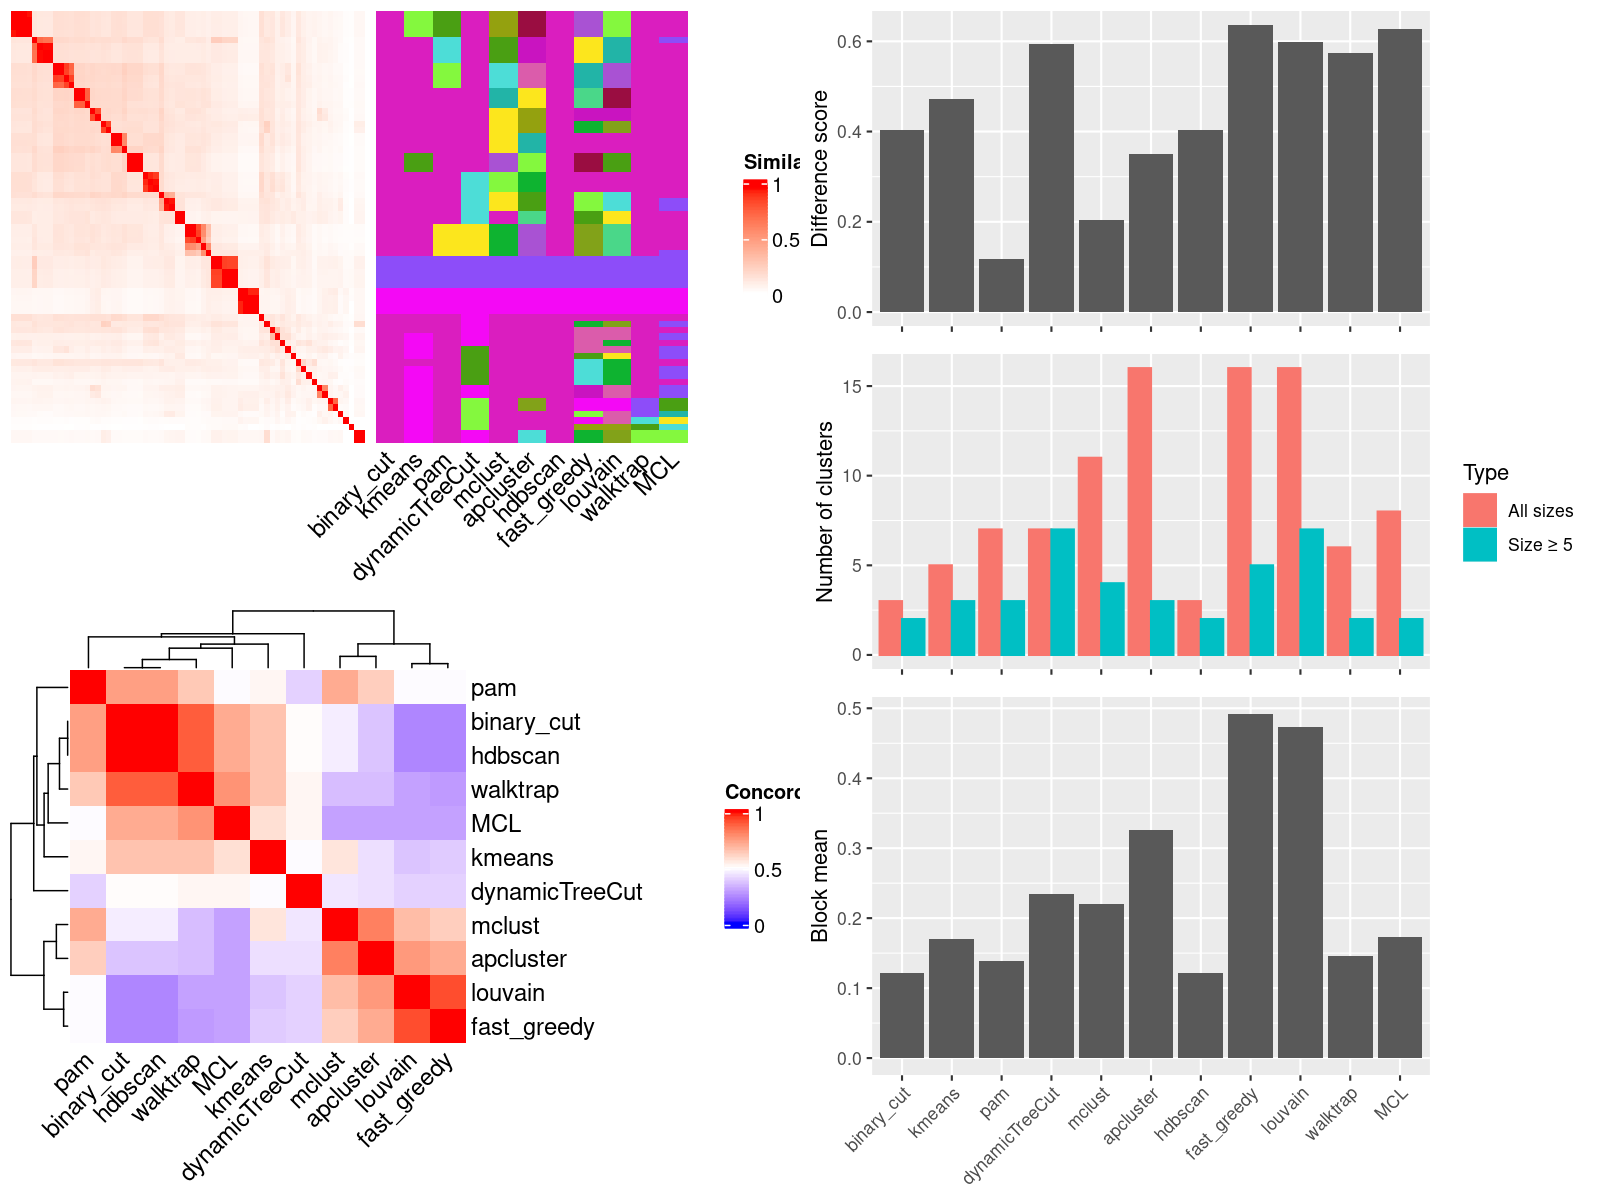 Simila
1
0.5
0
binary_cut
kmeans
pam
dynamicTreeCut
mclust
apcluster
hdbscan
fast_greedy
louvain
walktrap
MCL
pam
binary_cut
hdbscan
walktrap
MCL
kmeans
dynamicTreeCut
mclust
apcluster
louvain
fast_greedy
pam
binary_cut
hdbscan
walktrap
MCL
kmeans
dynamicTreeCut
mclust
apcluster
louvain
fast_greedy
Concord
1
0.5
0
Difference score
0.6
0.4
0.2
0.0
Number of clusters
15
10
5
0
Type
All sizes
Size ≥ 5
Block mean
0.5
0.4
0.3
0.2
0.1
0.0
binary_cut
kmeans
pam
dynamicTreeCut
mclust
apcluster
hdbscan
fast_greedy
louvain
walktrap
MCL